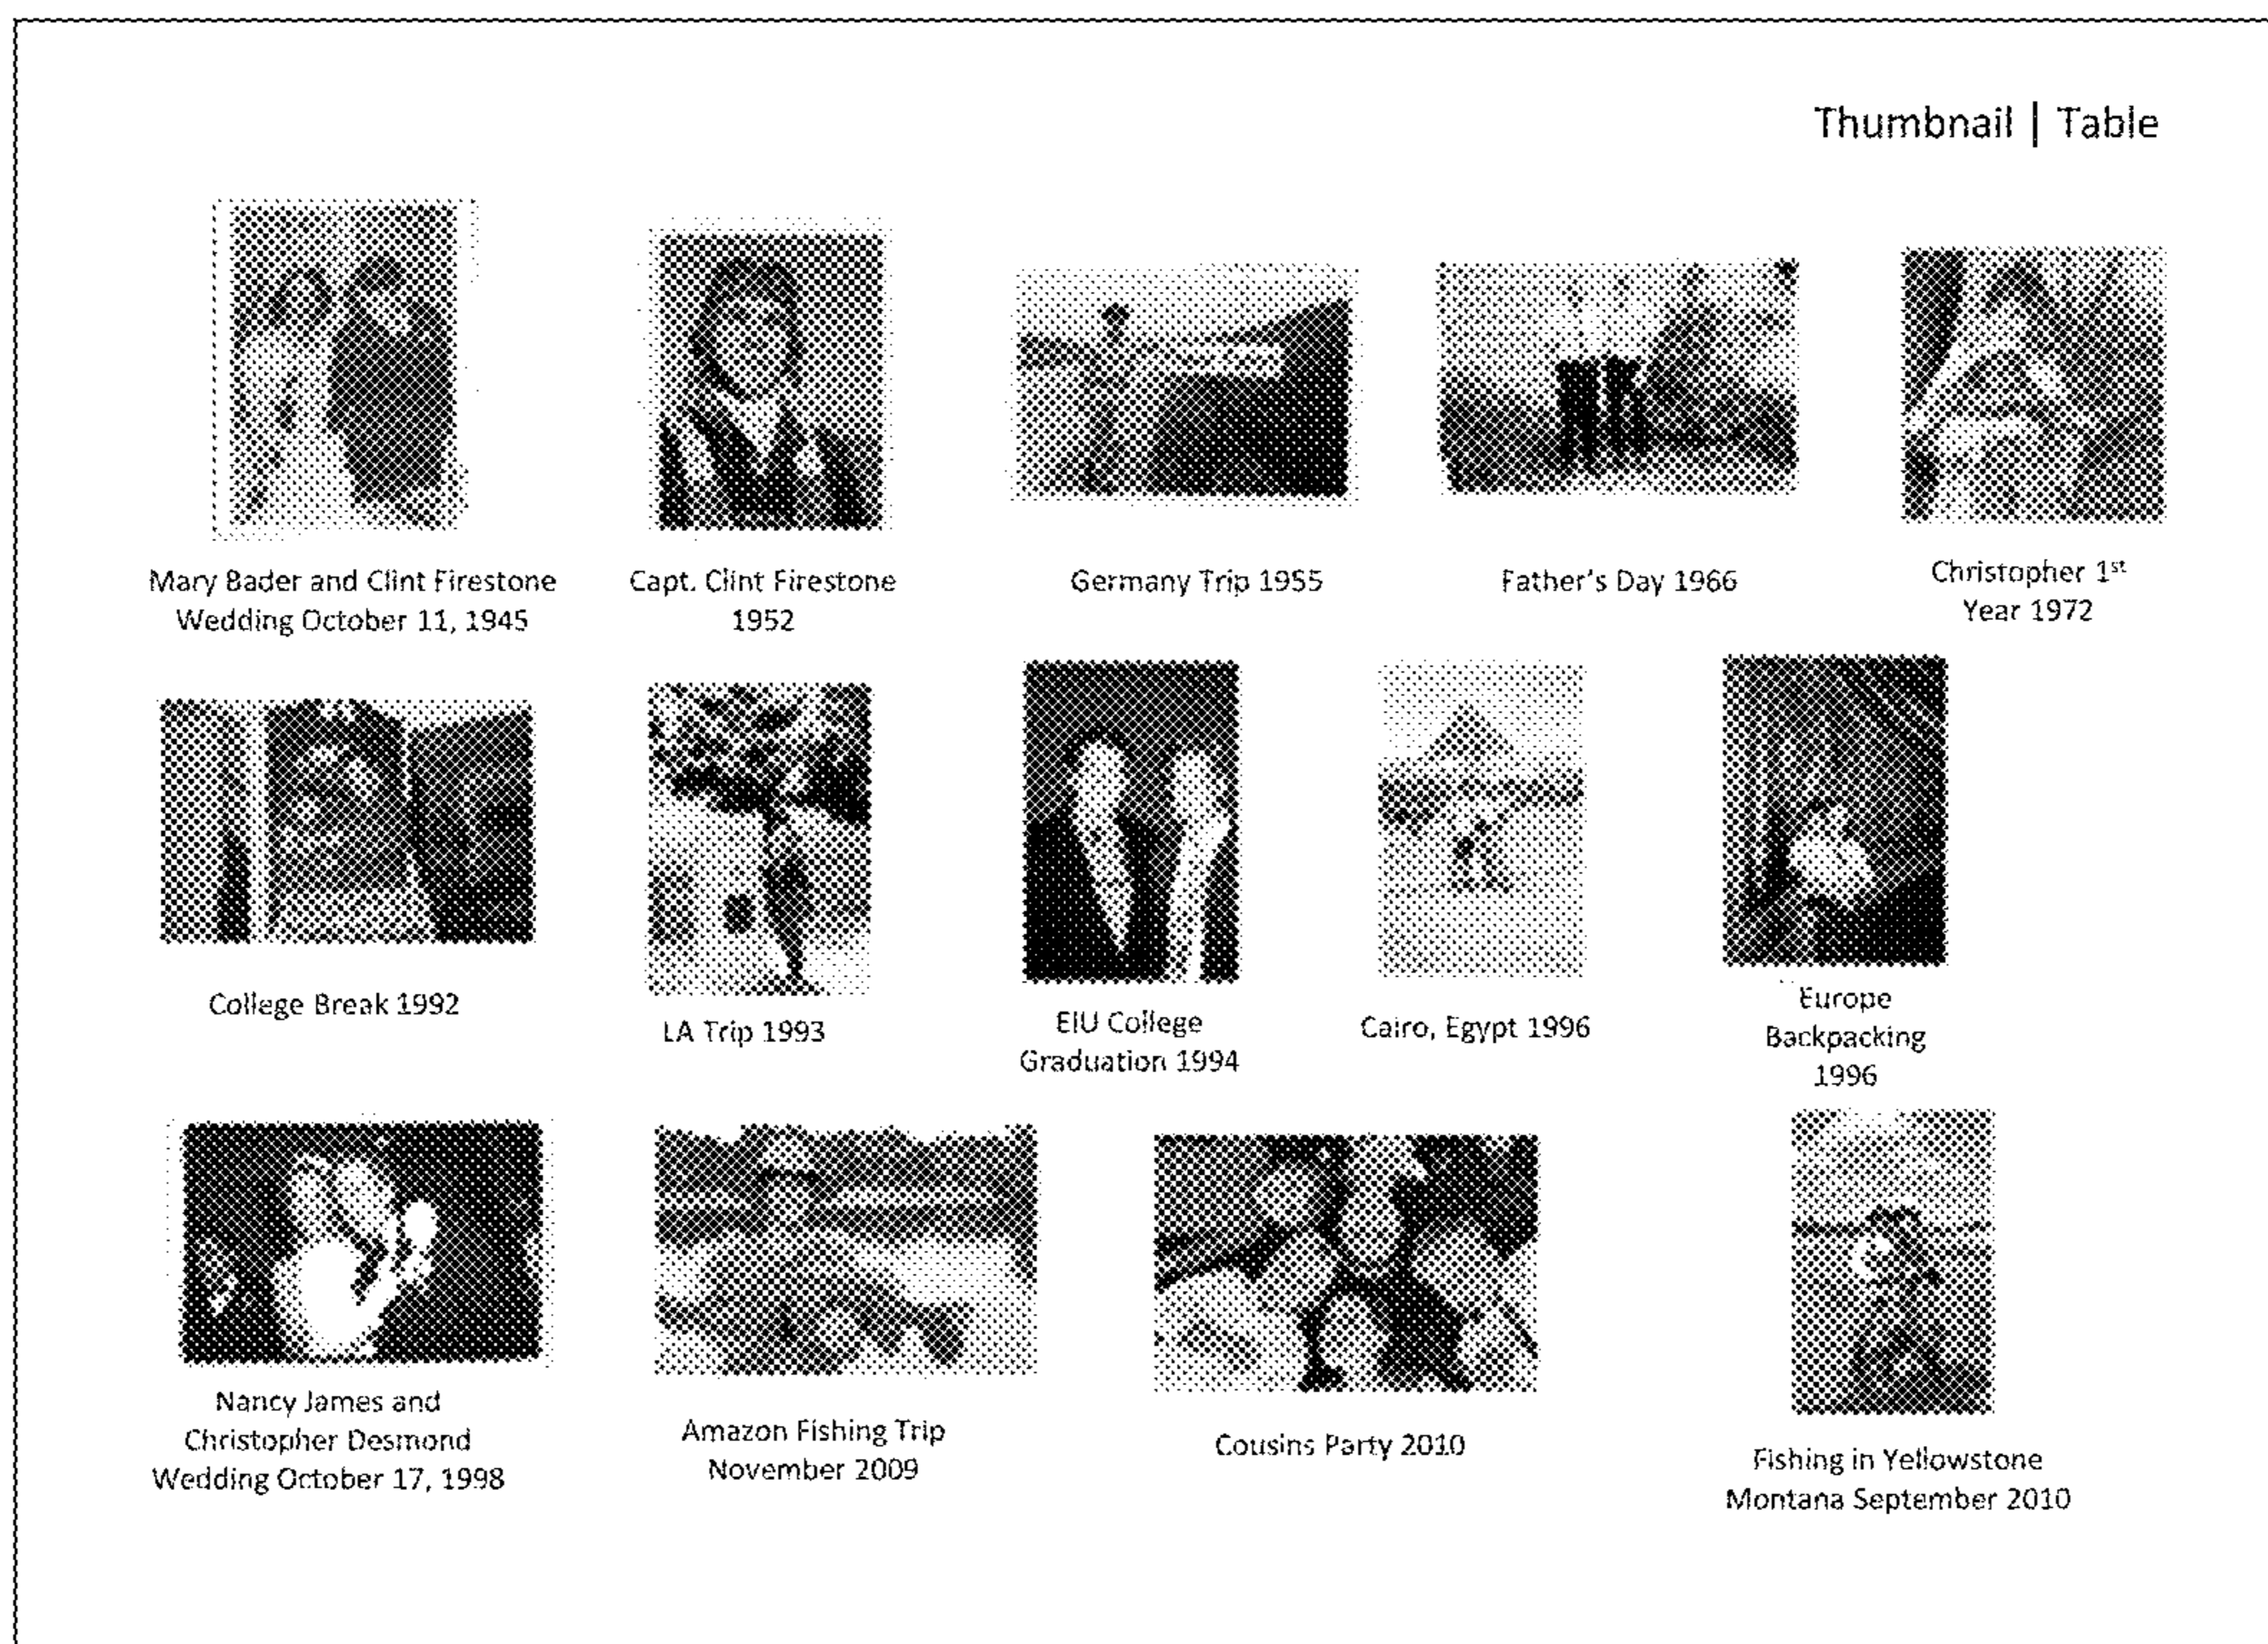 Thumbnail | Table
Mary Bader and Clint Firestone
Wedding October 11, 1945
Capt. Clint Firestone
1952
Germany Trip 1955
Father's Day 1966
Christopher 1st
Year 1972
College Break 1992
LA Trip 1993
EIU College
Graduation 1994
Cairo, Egypt 1996
Europe
Backpacking
1996
Nancy James and
Christopher Desmond
Wedding October 17, 1998
Amazon Fishing Trip
November 2009
Cousins Party 2010
Fishing in Yellowstone
Montana September 2010